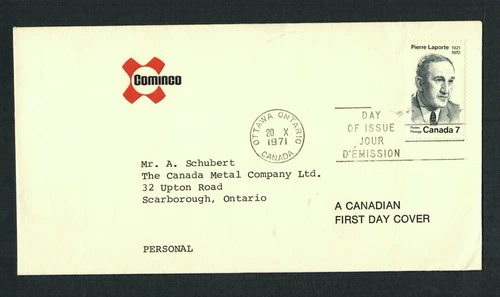 Pierre Laporte 1921
1970
Cominco
Postes
Postage
Canada 7
OTTAWA ONTARIO
20 X
1971
CANADA
DAY
OF ISSUE
JOUR
D'ÉMISSION
Mr. A. Schubert
The Canada Metal Company Ltd.
32 Upton Road
Scarborough, Ontario
A CANADIAN
FIRST DAY COVER
PERSONAL